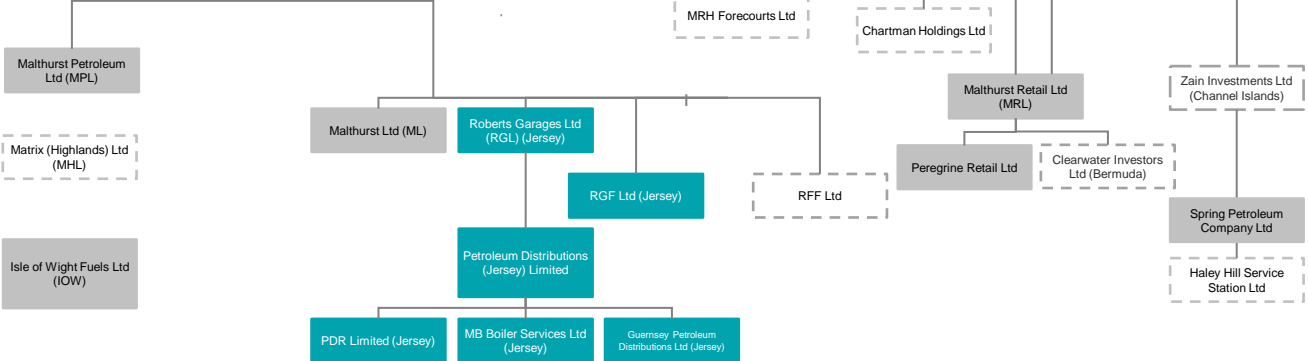 MRH Forecourts Ltd
Chartman Holdings Ltd
Malthurst Petroleum
Ltd (MPL)
Malthurst Retail Ltd
(MRL)
Zain Investments Ltd
(Channel Islands)
Malthurst Ltd (ML)
Roberts Garages Ltd
(RGL) (Jersey)
Matrix (Highlands) Ltd
(MHL)
Peregrine Retail Ltd
Clearwater Investors
Ltd (Bermuda)
RGF Ltd (Jersey)
RFF Ltd
Spring Petroleum
Company Ltd
Isle of Wight Fuels Ltd
(IOW)
Petroleum Distributions
(Jersey) Limited
Haley Hill Service
Station Ltd
PDR Limited (Jersey)
MB Boiler Services Ltd
(Jersey)
Guernsey Petroleum
Distributions Ltd (Jersey)